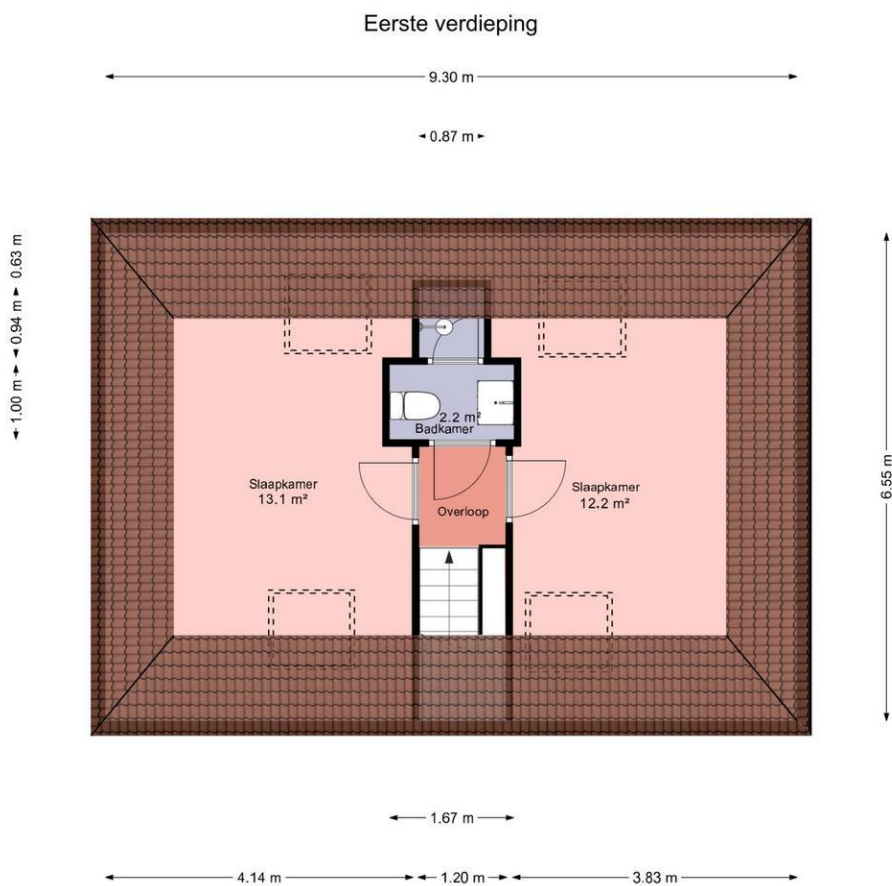 Eerste verdieping
9.30 m
0.87 m
0.63 m
0.94 m
1.00 m
6.55 m
2.2 m²
Badkamer
Slaapkamer
13.1 m²
Slaapkamer
12.2 m²
Overloop
1.67 m
4.14 m
1.20 m
3.83 m